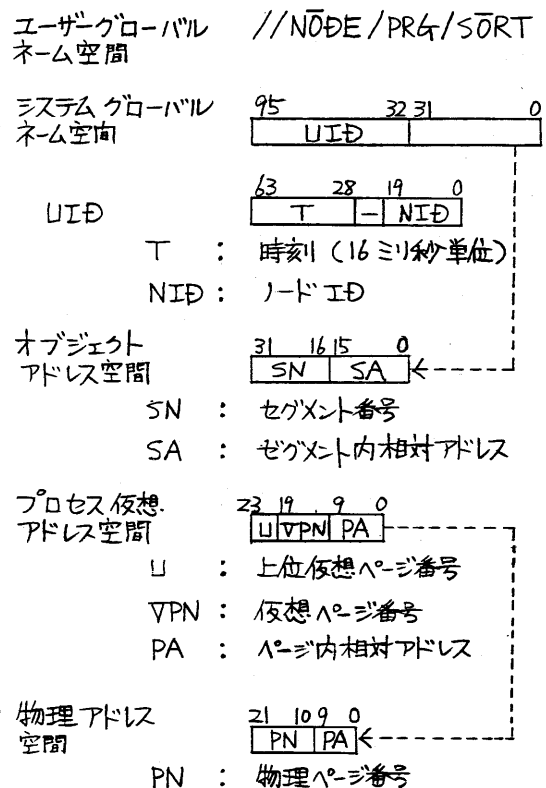 ユーザーグローバル //NODE/PRG/SORT
ネーム空間
システムグローバル 95 32 31 0
ネーム空間 UID
63 28 19 0
UID T - NID
T : 時刻(16ミリ秒単位)
NID : ノードID
オブジェクト 31 16 15 0
アドレス空間 SN SA
SN : セグメント番号
SA : セグメント内相対アドレス
プロセス仮想 23 19 9 0
アドレス空間 U VPN PA
U : 上位仮想ページ番号
VPN : 仮想ページ番号
PA : ページ内相対アドレス
物理アドレス 21 10 9 0
空間 PN PA
PN : 物理ページ番号